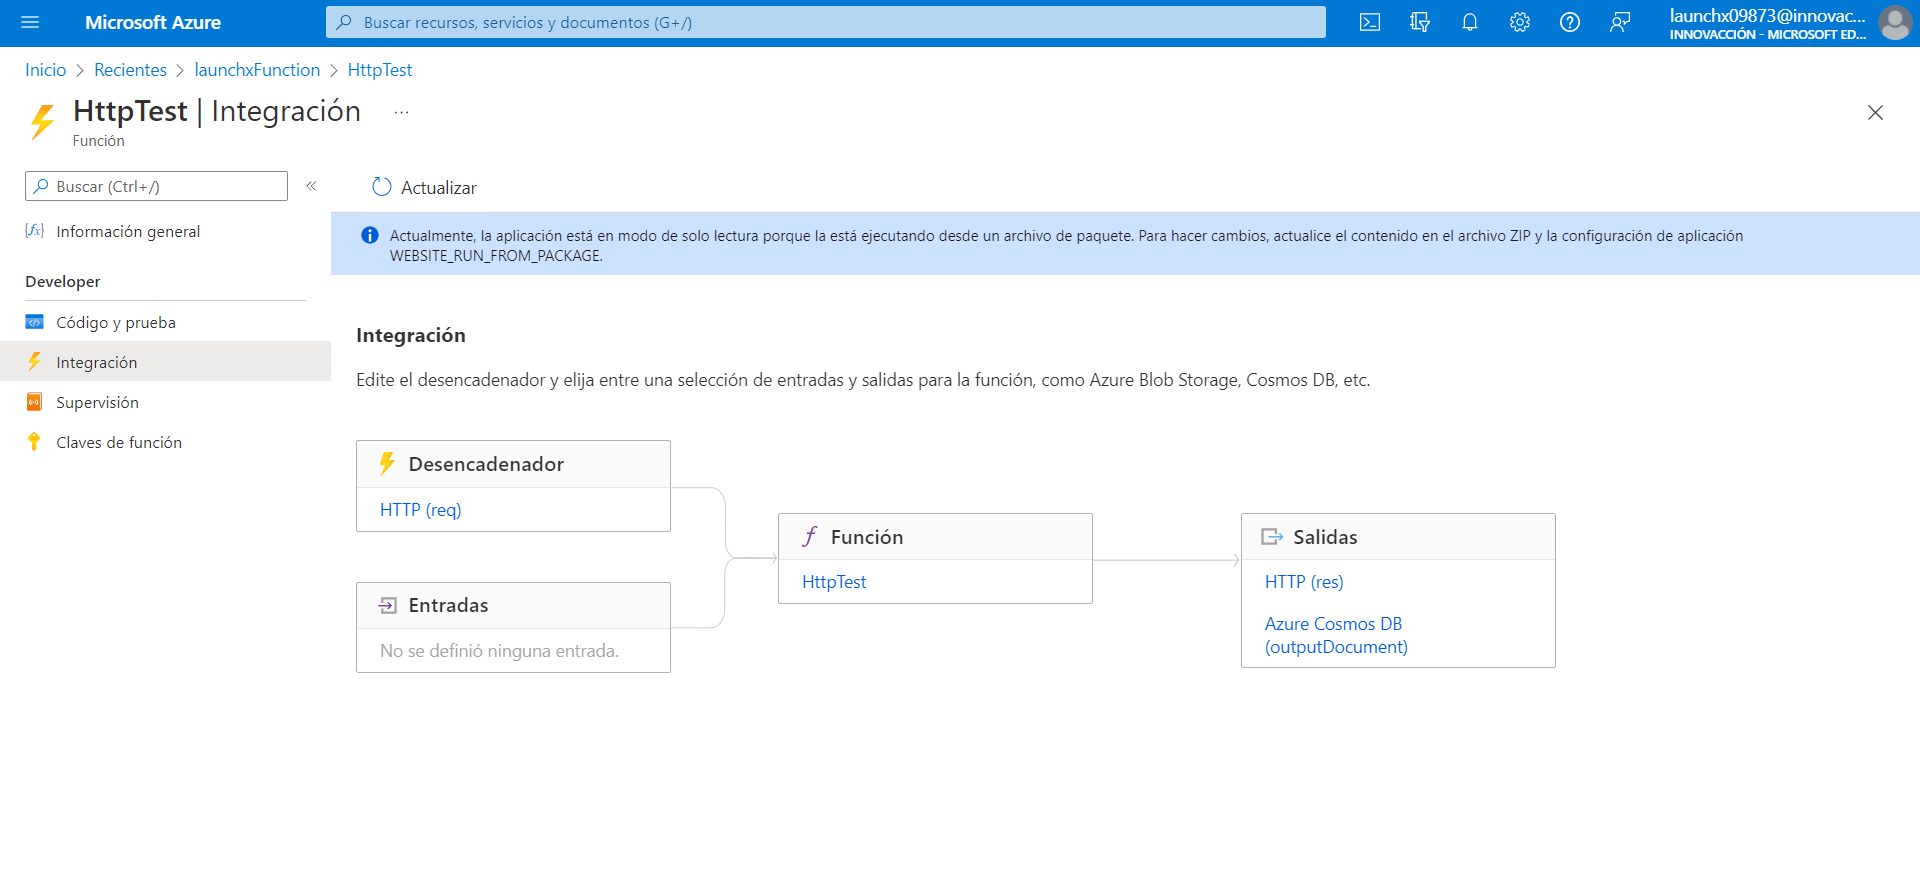 Microsoft Azure
Buscar recursos, servicios y documentos (G+/)
launchx09873@innovac...
INNOVACCIÓN - MICROSOFT ED...
Inicio > Recientes > launchxFunction > HttpTest
HttpTest | Integración ...
Función
Buscar (Ctrl+/)
«
Actualizar
Información general
Developer
Código y prueba
Integración
Supervisión
Claves de función
Actualmente, la aplicación está en modo de solo lectura porque la está ejecutando desde un archivo de paquete. Para hacer cambios, actualice el contenido en el archivo ZIP y la configuración de aplicación
WEBSITE_RUN_FROM_PACKAGE.
Integración
Edite el desencadenador y elija entre una selección de entradas y salidas para la función, como Azure Blob Storage, Cosmos DB, etc.
Desencadenador
HTTP (req)
Entradas
No se definió ninguna entrada.
Función
HttpTest
Salidas
HTTP (res)
Azure Cosmos DB
(outputDocument)